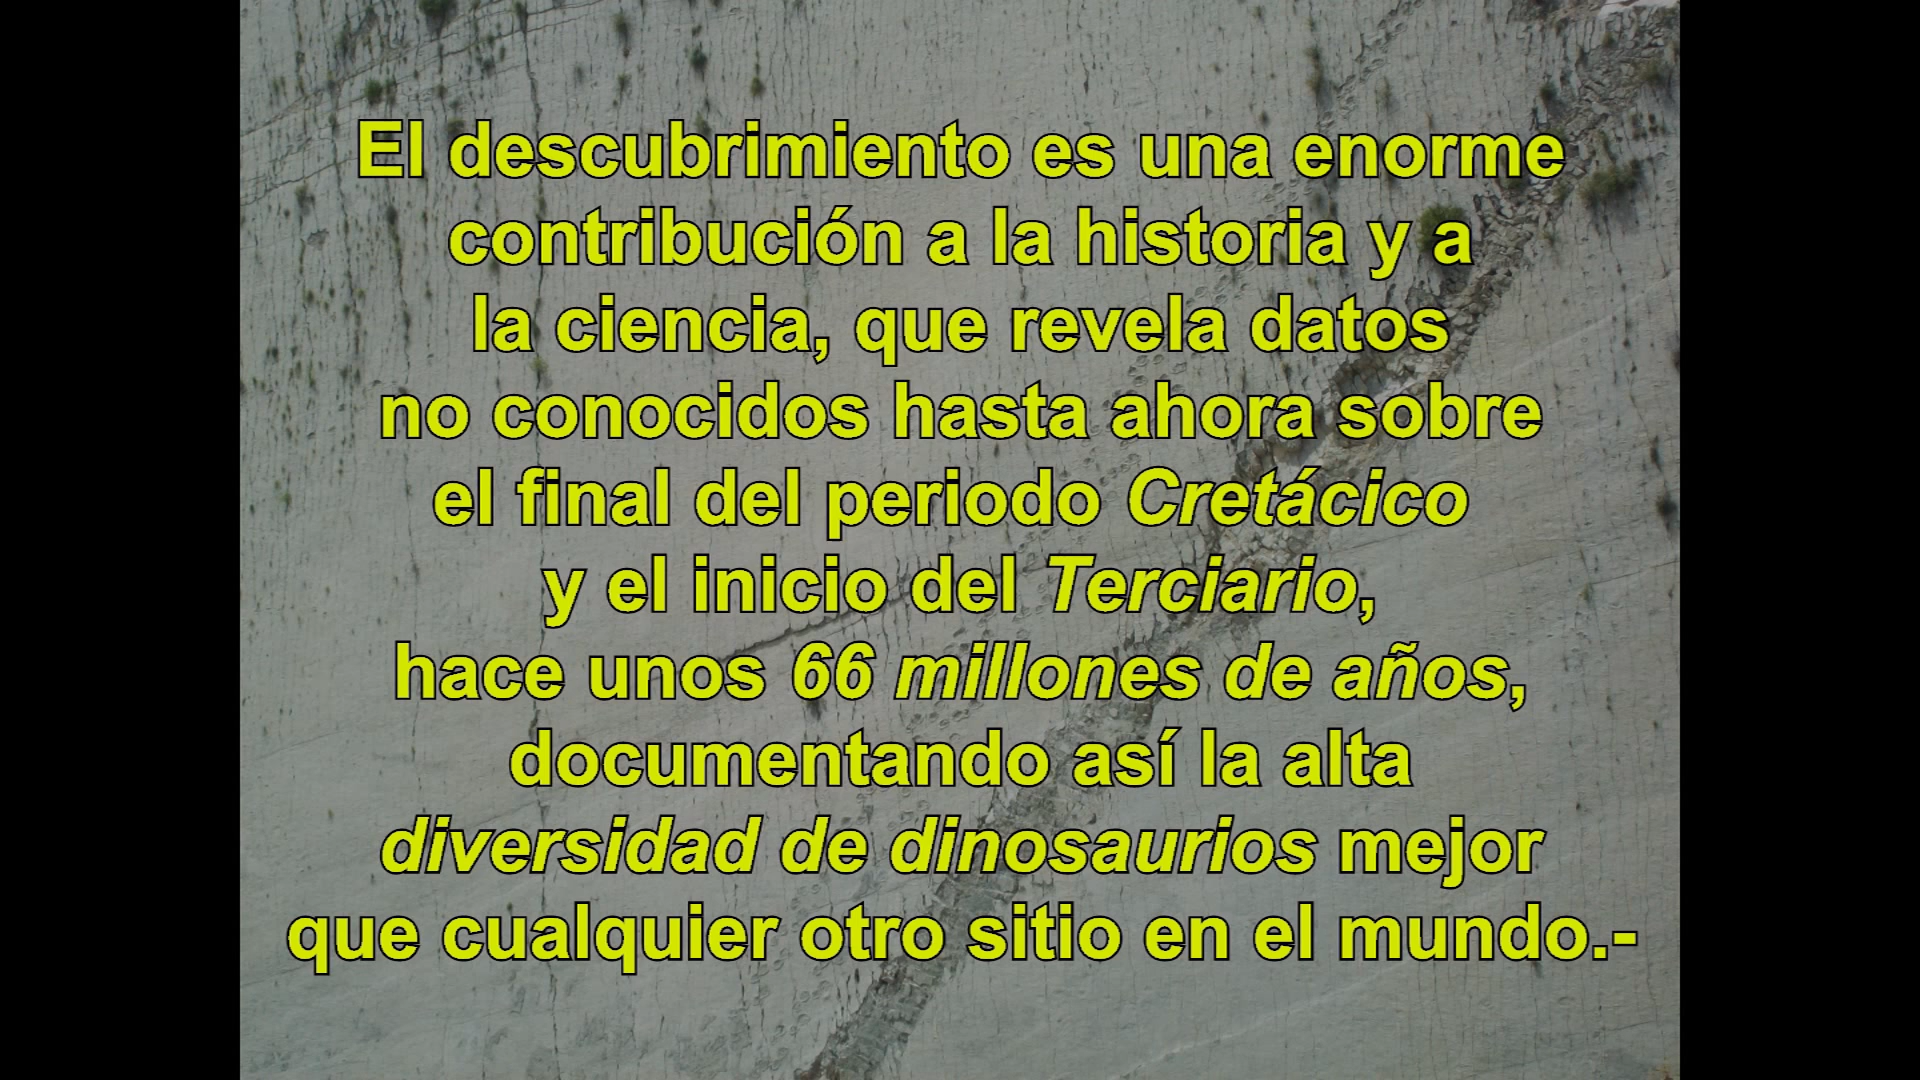 El descubrimiento es una enorme
contribución a la historia y a
la ciencia, que revela datos
no conocidos hasta ahora sobre
el final del periodo Cretácico
y el inicio del Terciario,
hace unos 66 millones de años,
documentando así la alta
diversidad de dinosaurios mejor
que cualquier otro sitio en el mundo.-